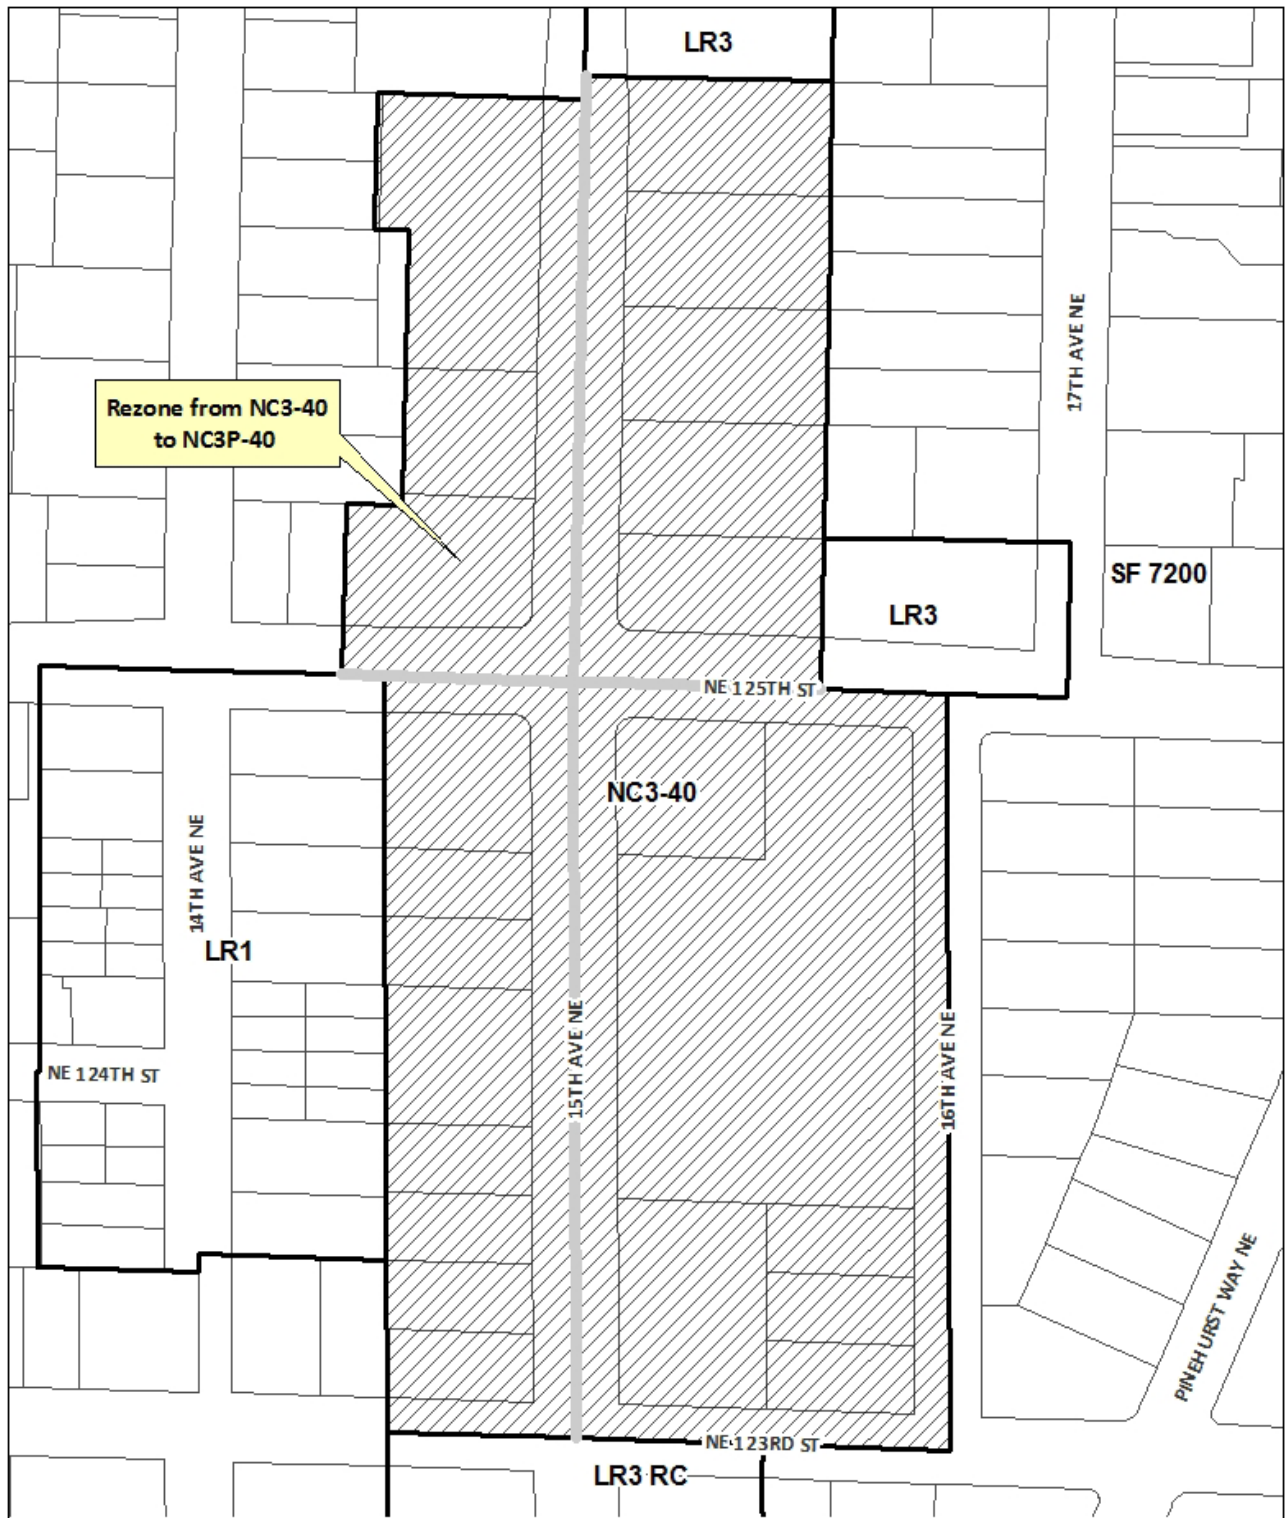 LR3
17TH AVE NE
Rezone from NC3-40
to NC3P-40
SF 7200
LR3
NE 125TH ST
NC3-40
14TH AVE NE
LR1
15TH AVE NE
16TH AVE NE
NE 124TH ST
PINEHURST WAY NE
NE 123RD ST
LR3 RC